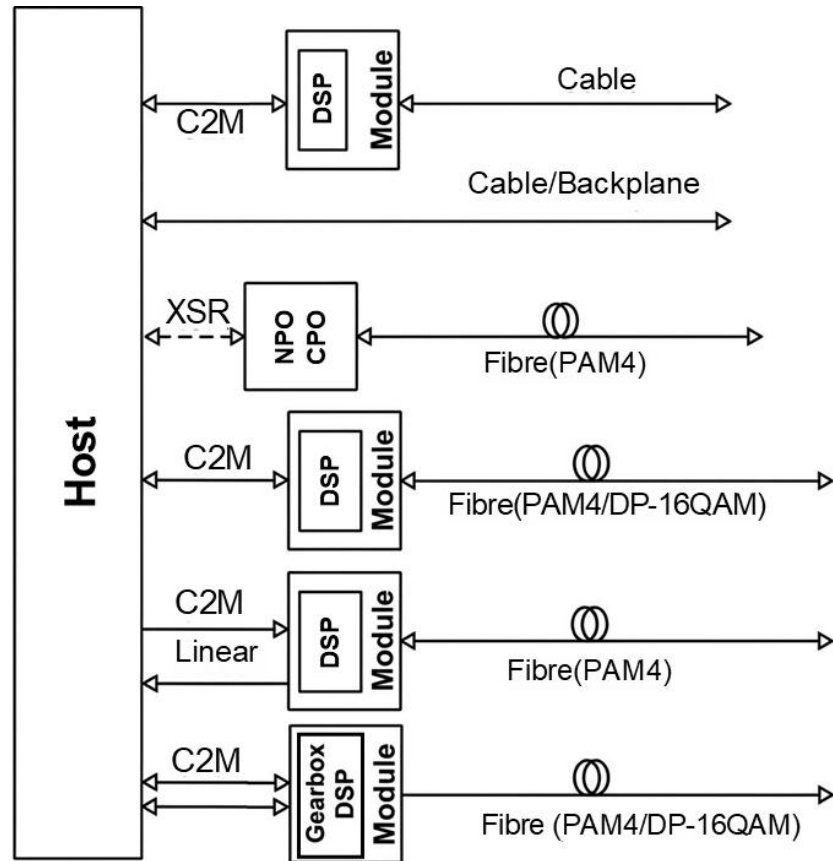 Host
C2M
DSP
Module
Cable
Cable/Backplane
XSR
NPO
CPO
Fibre(PAM4)
C2M
DSP
Module
Fibre(PAM4/DP-16QAM)
C2M
Linear
DSP
Module
Fibre(PAM4)
C2M
Gearbox
DSP
Module
Fibre (PAM4/DP-16QAM)